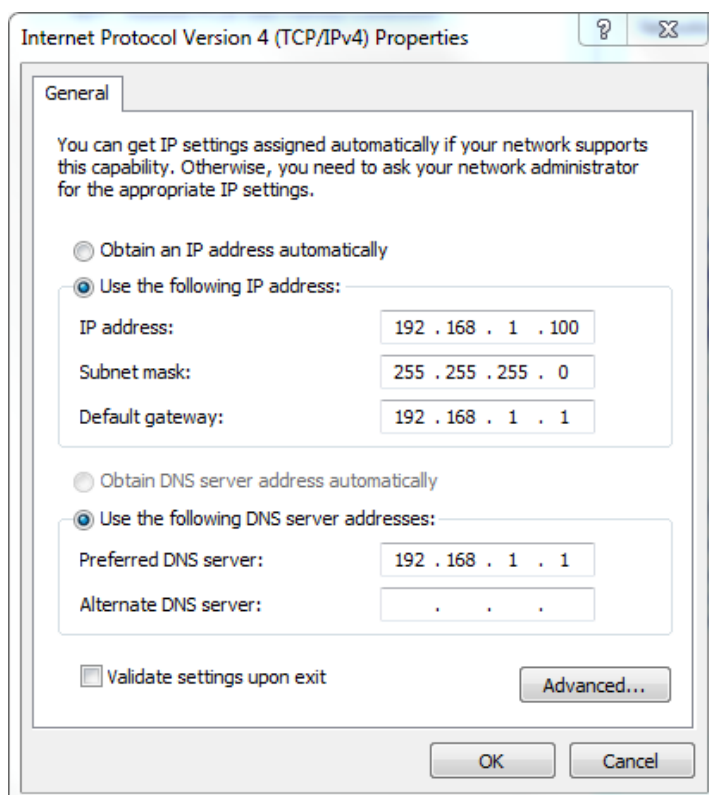 Internet Protocol Version 4 (TCP/IPv4) Properties
?
General
You can get IP settings assigned automatically if your network supports
this capability. Otherwise, you need to ask your network administrator
for the appropriate IP settings.
Obtain an IP address automatically
Use the following IP address:
IP address: 192 . 168 . 1 . 100
Subnet mask: 255 . 255 . 255 . 0
Default gateway: 192 . 168 . 1 . 1
Obtain DNS server address automatically
Use the following DNS server addresses:
Preferred DNS server: 192 . 168 . 1 . 1
Alternate DNS server: . . .
Validate settings upon exit
Advanced...
OK Cancel